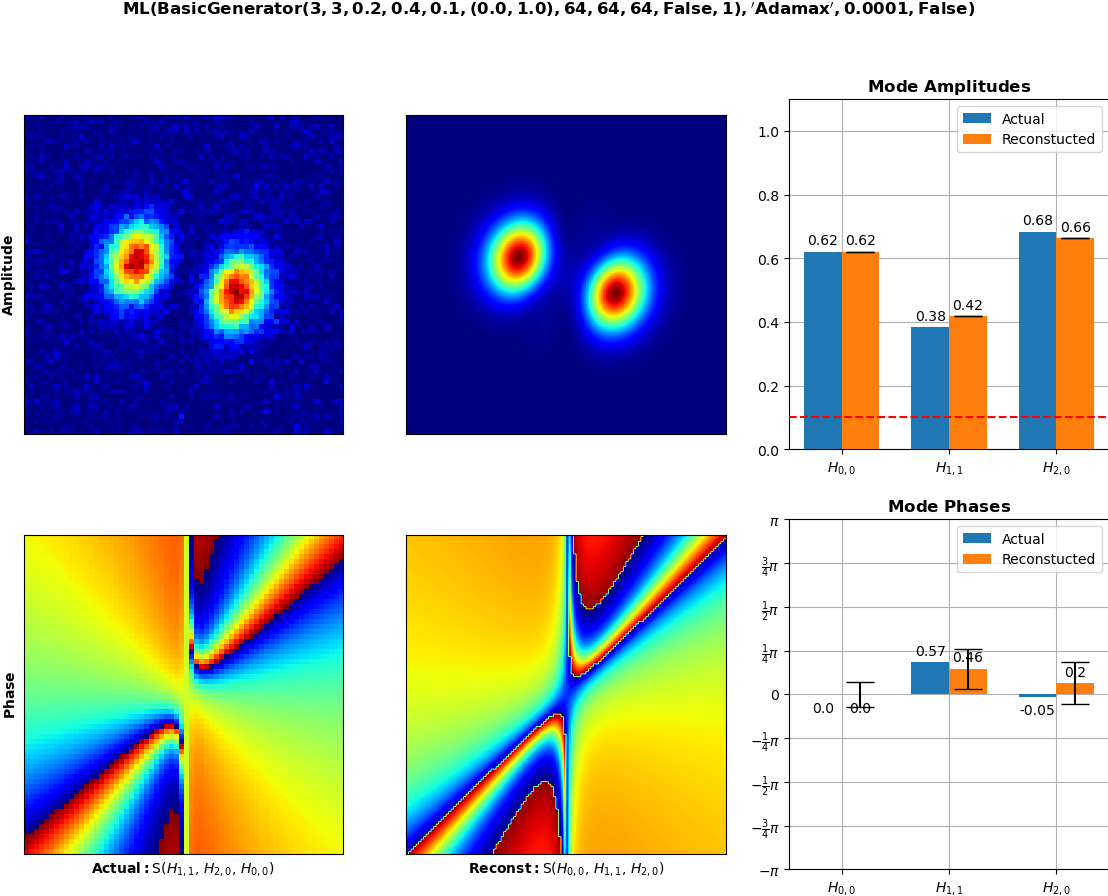 ML(BasicGenerator(3, 3, 0.2, 0.4, 0.1, (0.0, 1.0), 64, 64, 64, False, 1), ′Adamax′, 0.0001, False)
Amplitude
Mode Amplitudes
Actual
Reconstucted
1.0
0.8
0.6
0.4
0.2
0.0
0.62
0.62
0.38
0.42
0.68
0.66
H₀,₀
H₁,₁
H₂,₀
Phase
Actual: S(H₁,₁, H₂,₀, H₀,₀)
Reconst: S(H₀,₀, H₁,₁, H₂,₀)
Mode Phases
Actual
Reconstucted
π
3/4π
1/2π
1/4π
0
−1/4π
−1/2π
−3/4π
−π
0.0
0.0
0.57
0.46
-0.05
0.2
H₀,₀
H₁,₁
H₂,₀